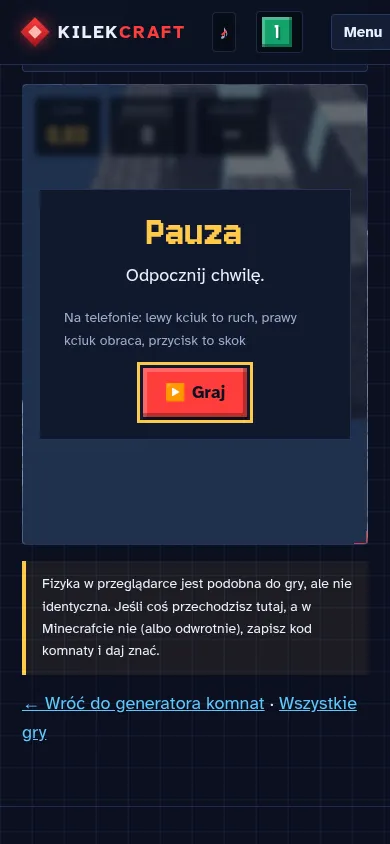 KILEKCRAFT
♪
1
Menu
Pauza
Odpocznij chwilę.
Na telefonie: lewy kciuk to ruch, prawy
kciuk obraca, przycisk to skok
▶️ Graj
Fizyka w przeglądarce jest podobna do gry, ale nie
identyczna. Jeśli coś przechodzisz tutaj, a w
Minecrafcie nie (albo odwrotnie), zapisz kod
komnaty i daj znać.
← Wróć do generatora komnat · Wszystkie
gry